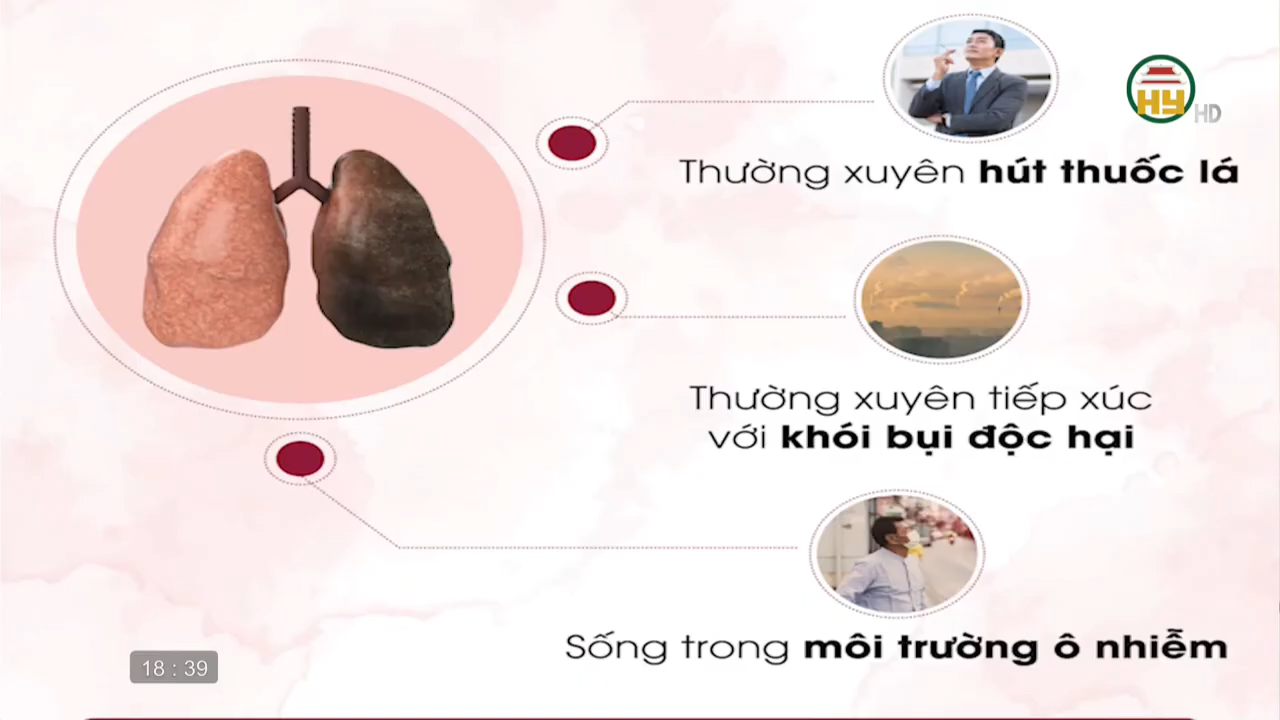 HY HD
Thường xuyên hút thuốc lá
Thường xuyên tiếp xúc
với khói bụi độc hại
Sống trong môi trường ô nhiễm
18 : 39